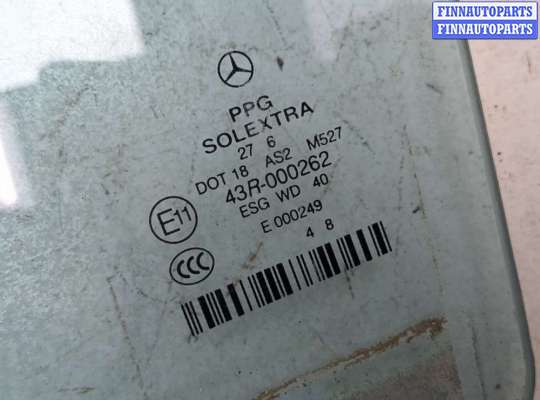 FINNAUTOPARTS
FINNAUTOPARTS
PPG
SOLEXTRA
27 6
DOT 18 AS2 M527
43R-000262
ESG WD 40
E 000249
4 8
E11
CCC